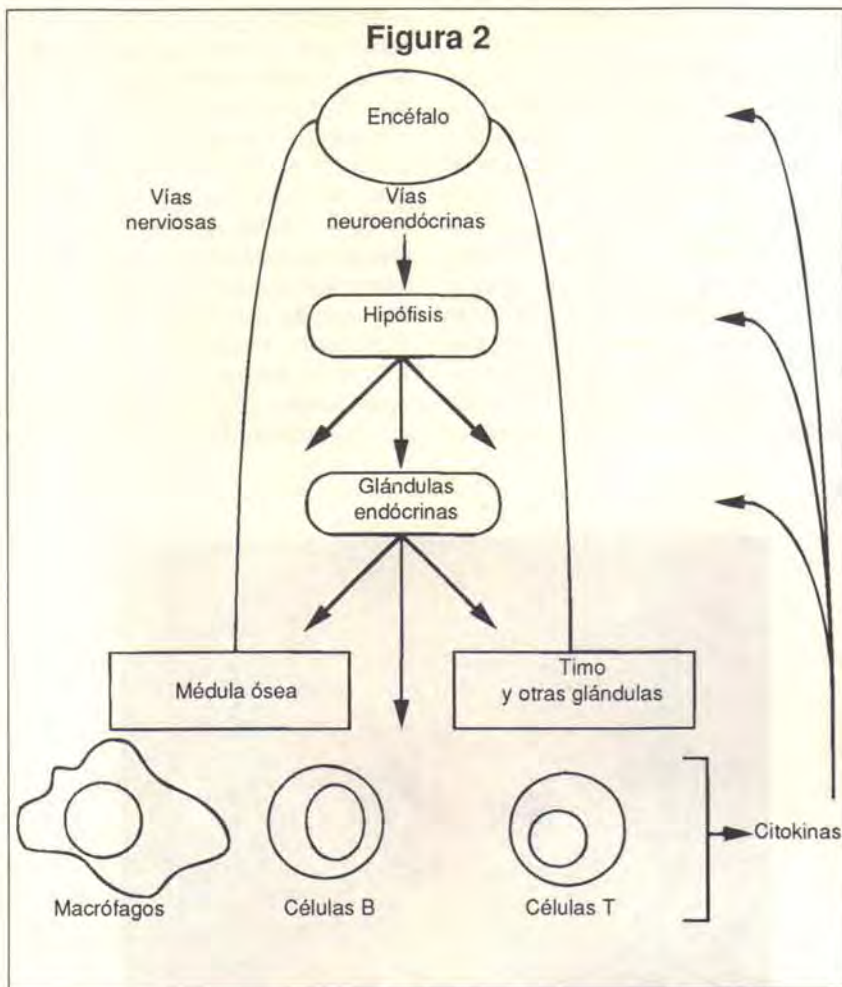 Figura 2
Encéfalo
Vías
nerviosas
Vías
neuroendócrinas
Hipófisis
Glándulas
endócrinas
Médula ósea
Timo
y otras glándulas
Macrófagos
Células B
Células T
Citokinas